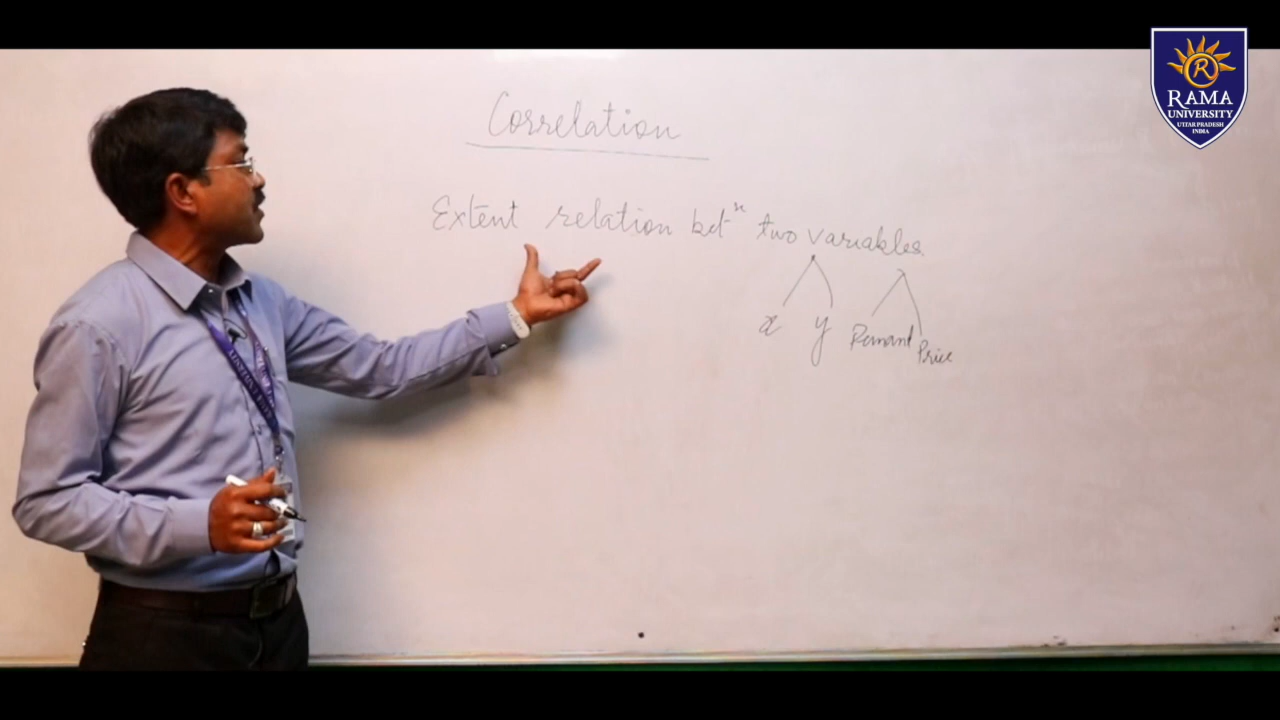 Correlation
Extent relation betⁿ two variables
x y Demand Price
RAMA
UNIVERSITY
UTTAR PRADESH
INDIA